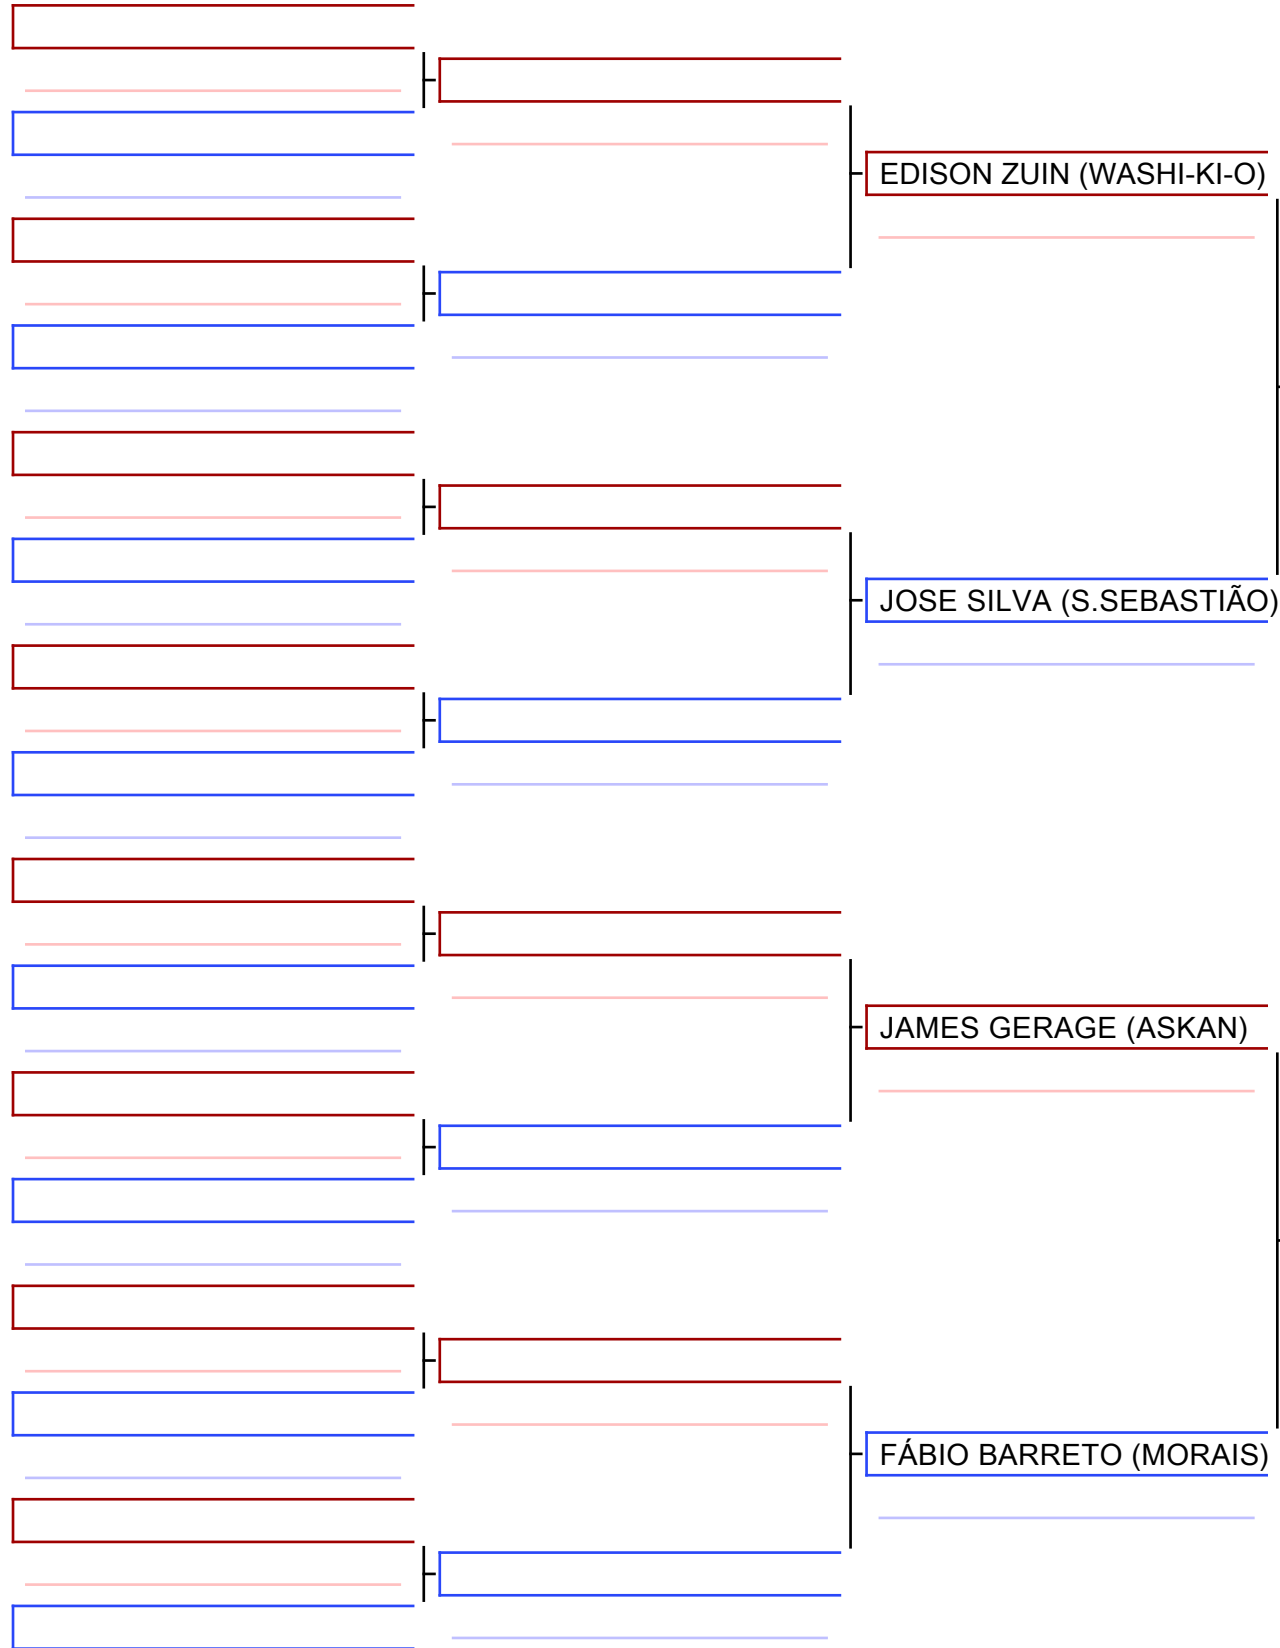 EDISON ZUIN (WASHI-KI-O)
JOSE SILVA (S.SEBASTIÃO)
JAMES GERAGE (ASKAN)
FÁBIO BARRETO (MORAIS)